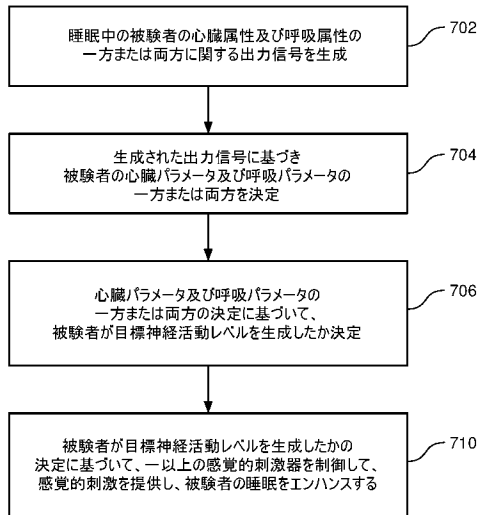 睡眠中の被験者の心臓属性及び呼吸属性の
一方または両方に関する出力信号を生成
702
生成された出力信号に基づき
被験者の心臓パラメータ及び呼吸パラメータの
一方または両方を決定
704
心臓パラメータ及び呼吸パラメータの
一方または両方の決定に基づいて、
被験者が目標神経活動レベルを生成したか決定
706
被験者が目標神経活動レベルを生成したかの
決定に基づいて、一以上の感覚的刺激器を制御して、
感覚的刺激を提供し、被験者の睡眠をエンハンスする
710